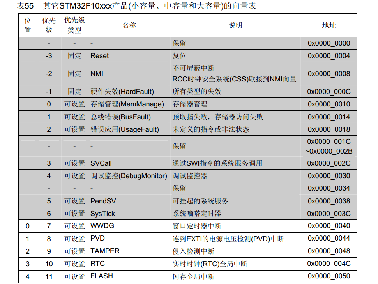 表55 其它STM32F10xxx产品(小容量、中容量和大容量)的向量表
位置 优先级 优先级类型 名称 说明 地址
- - - 保留 0x0000_0000
-3 固定 Reset 复位 0x0000_0004
-2 固定 NMI 不可屏蔽中断 RCC时钟安全系统(CSS)联接到NMI向量 0x0000_0008
-1 固定 硬件失效(HardFault) 所有类型的失效 0x0000_000C
0 可设置 存储管理(MemManage) 存储器管理 0x0000_0010
1 可设置 总线错误(BusFault) 预取指失败，存储器访问失败 0x0000_0014
2 可设置 错误应用(UsageFault) 未定义的指令或非法状态 0x0000_0018
- - - 保留 0x0000_001C ~0x0000_002B
3 可设置 SVCall 通过SWI指令的系统服务调用 0x0000_002C
4 可设置 调试监控(DebugMonitor) 调试监控器 0x0000_0030
- - - 保留 0x0000_0034
5 可设置 PendSV 可挂起的系统服务 0x0000_0038
6 可设置 SysTick 系统嘀嗒定时器 0x0000_003C
0 7 可设置 WWDG 窗口定时器中断 0x0000_0040
1 8 可设置 PVD 连到EXTI的电源电压检测(PVD)中断 0x0000_0044
2 9 可设置 TAMPER 侵入检测中断 0x0000_0048
3 10 可设置 RTC 实时时钟(RTC)全局中断 0x0000_004C
4 11 可设置 FLASH 闪存全局中断 0x0000_0050